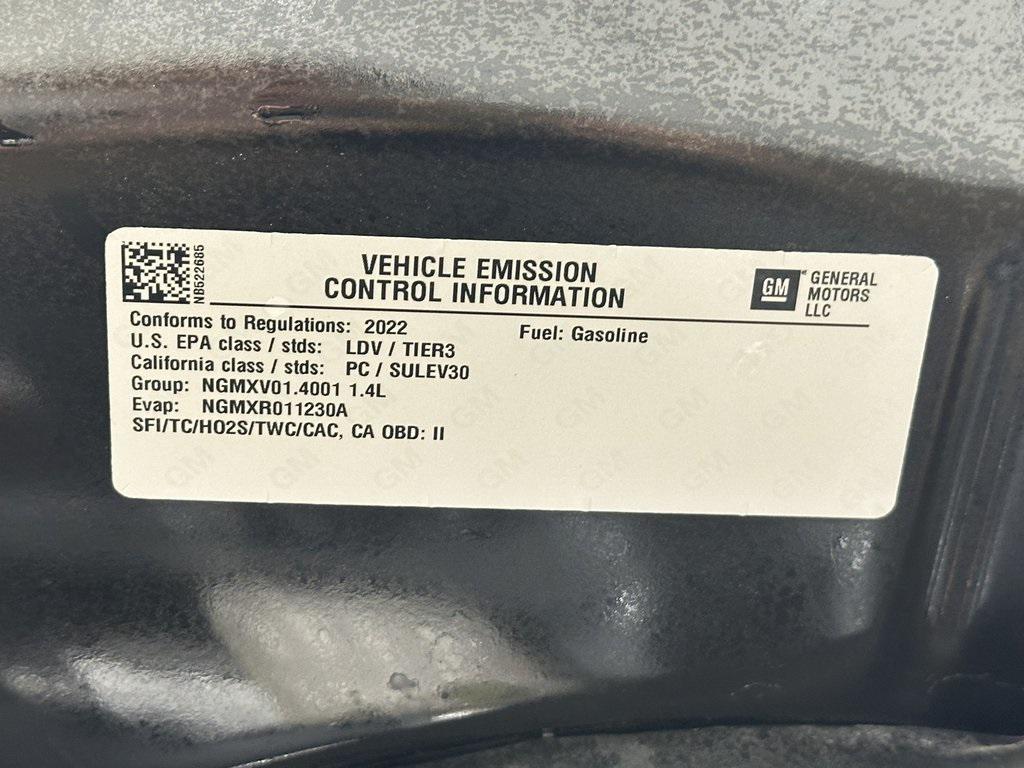 NB522685
VEHICLE EMISSION
CONTROL INFORMATION
GM
GENERAL
MOTORS
LLC
Conforms to Regulations: 2022
Fuel: Gasoline
U.S. EPA class / stds: LDV / TIER3
California class / stds: PC / SULEV30
Group: NGMXV01.4001 1.4L
Evap: NGMXR011230A
SFI/TC/HO2S/TWC/CAC, CA OBD: II